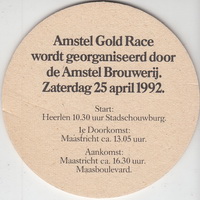 Amstel Gold Race
wordt georganiseerd door
de Amstel Brouwerij.
Zaterdag 25 april 1992.
Start:
Heerlen 10.30 uur Stadschouwburg.
1e Doorkomst:
Maastricht ca. 13.05 uur.
Aankomst:
Maastricht ca. 16.30 uur.
Maasboulevard.